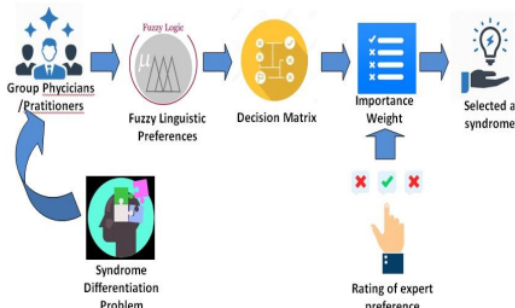 Fuzzy Logic
μ
Group Phycicians
/Pratitioners
Fuzzy Linguistic
Preferences
Decision Matrix
Importance
Weight
Selected a
syndrome
Syndrome
Differentiation
Problem
Rating of expert
preference